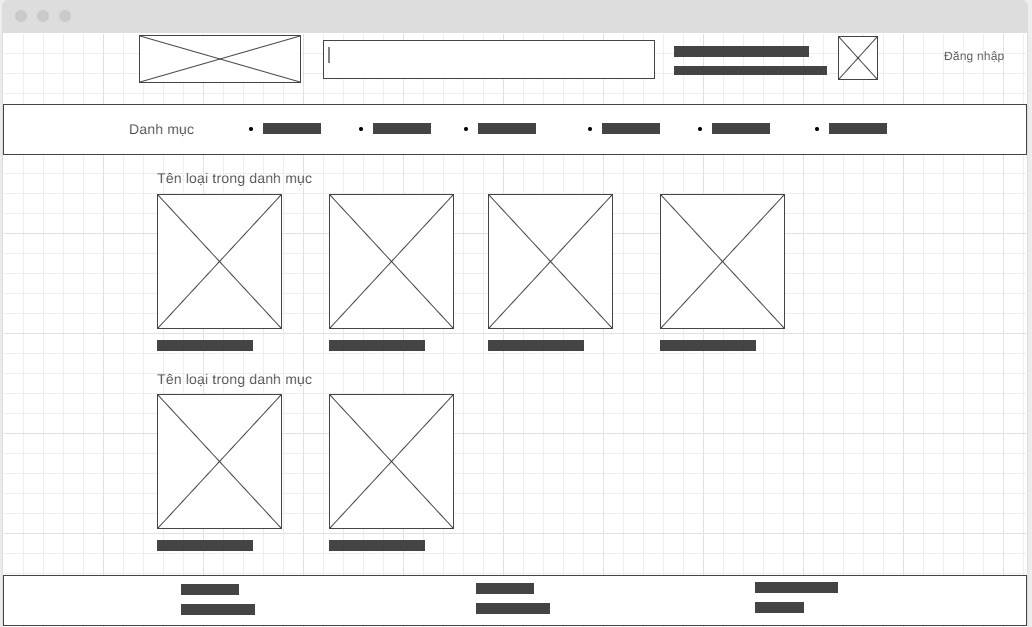 Đăng nhập
Danh mục
Tên loại trong danh mục
Tên loại trong danh mục